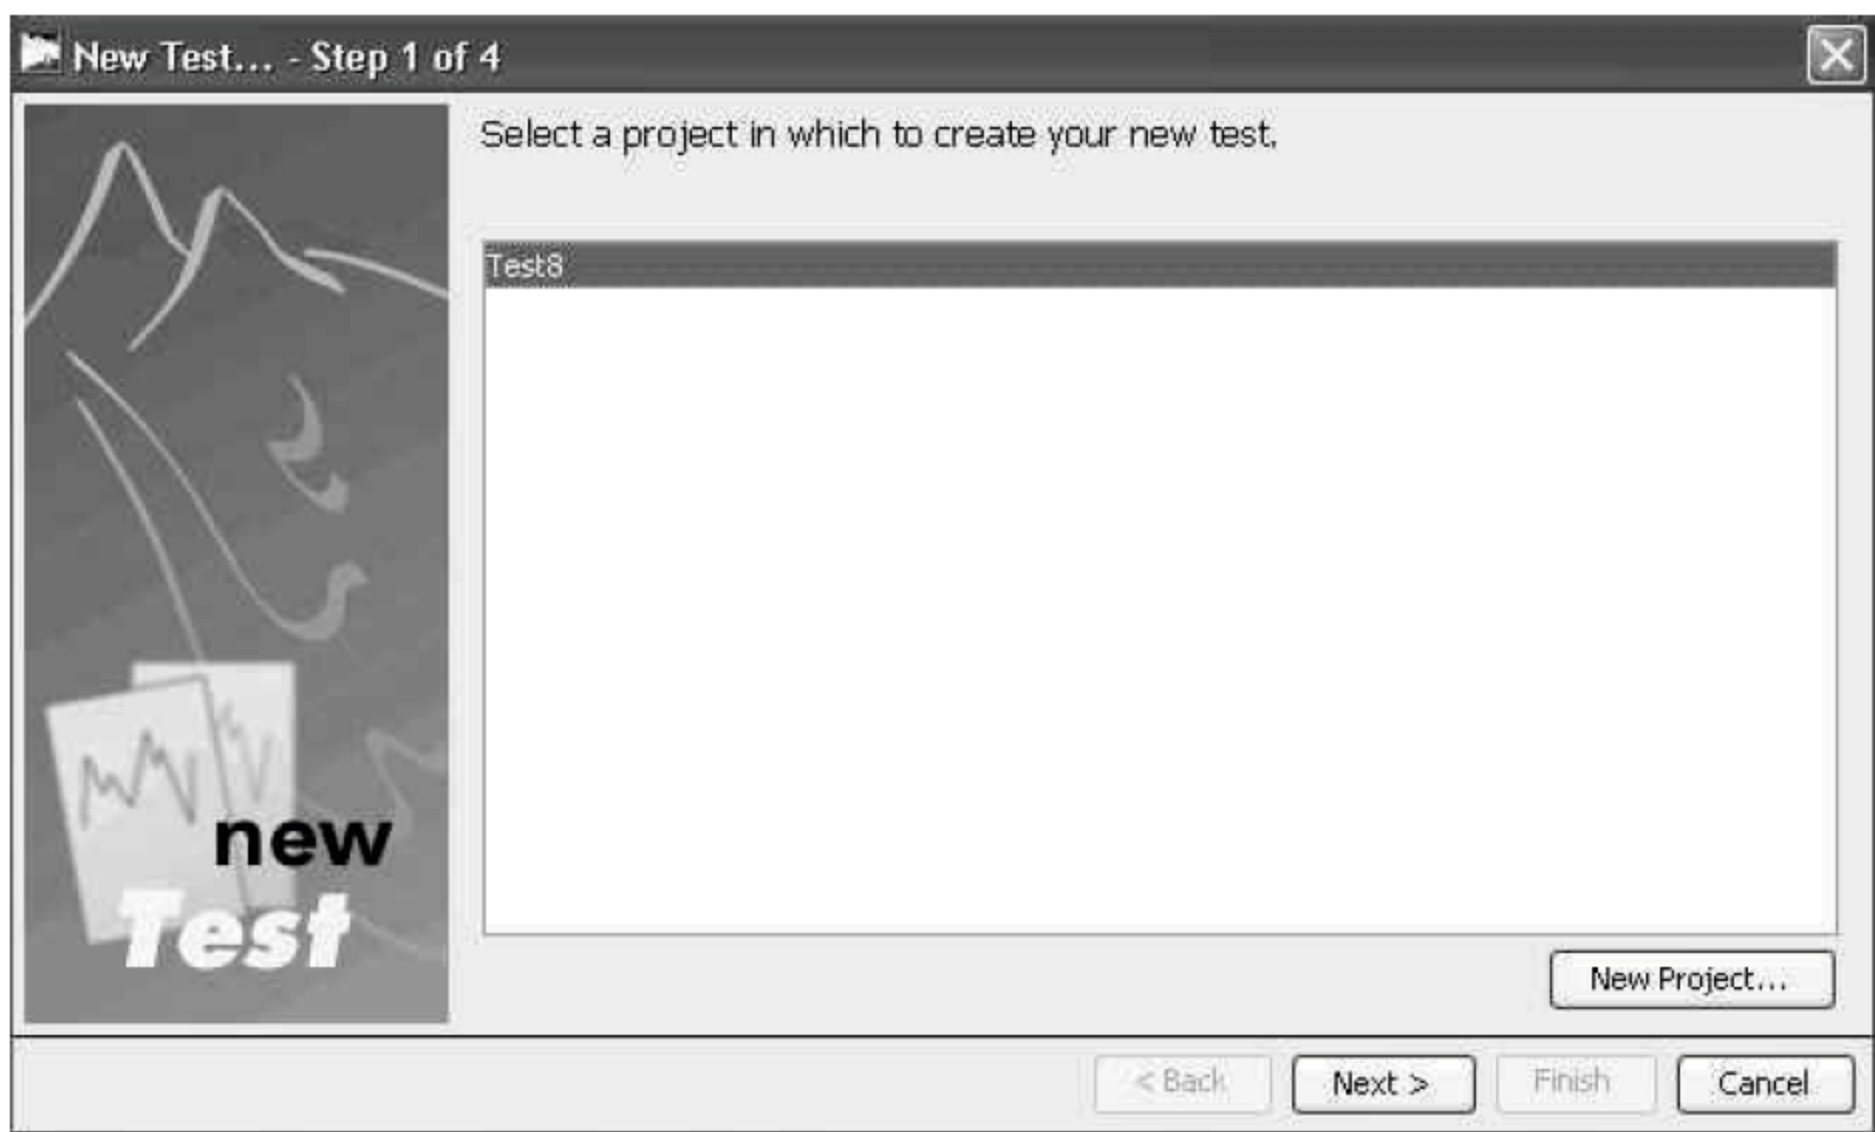 New Test... - Step 1 of 4
Select a project in which to create your new test.
Test8
new
Test
New Project...
< Back
Next >
Finish
Cancel